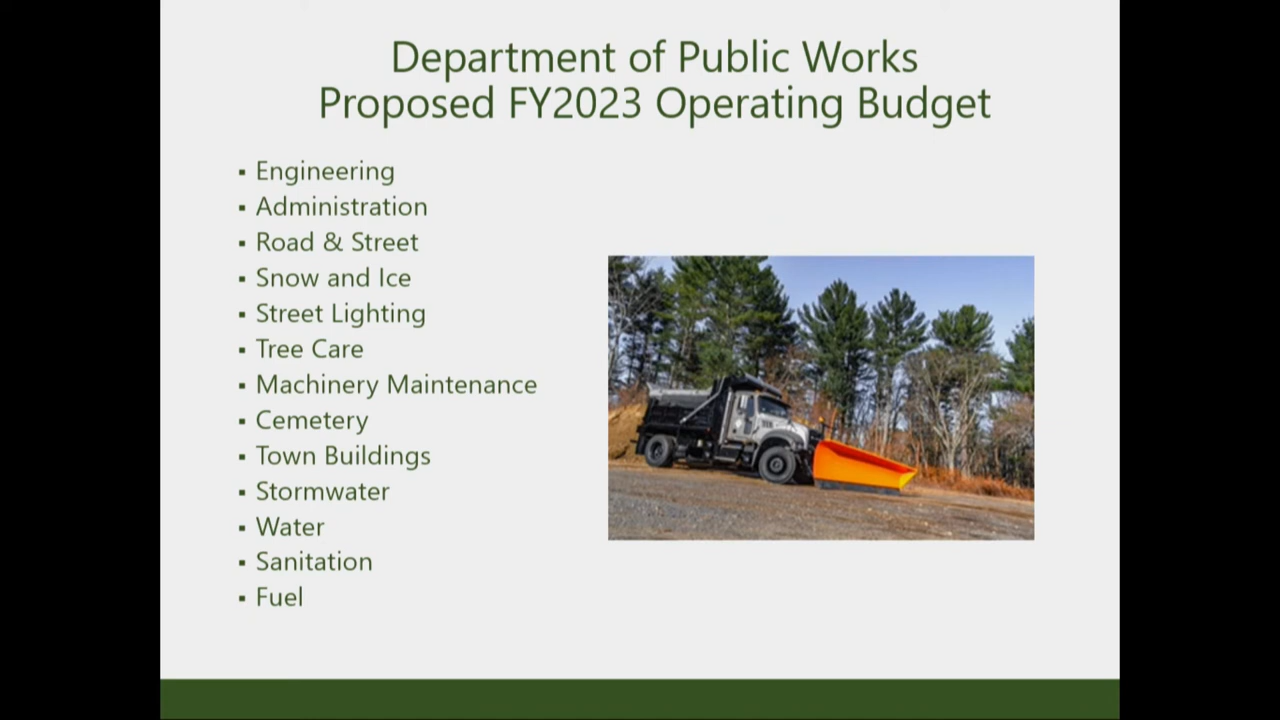 Department of Public Works
Proposed FY2023 Operating Budget
▪ Engineering
▪ Administration
▪ Road & Street
▪ Snow and Ice
▪ Street Lighting
▪ Tree Care
▪ Machinery Maintenance
▪ Cemetery
▪ Town Buildings
▪ Stormwater
▪ Water
▪ Sanitation
▪ Fuel